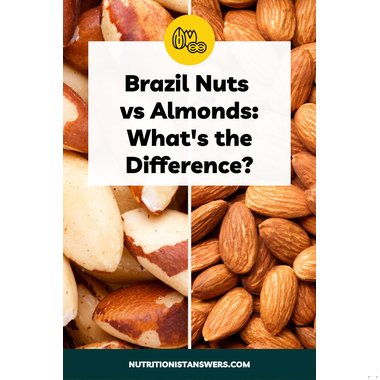 Brazil Nuts
vs Almonds:
What's the
Difference?
NUTRITIONISTANSWERS.COM